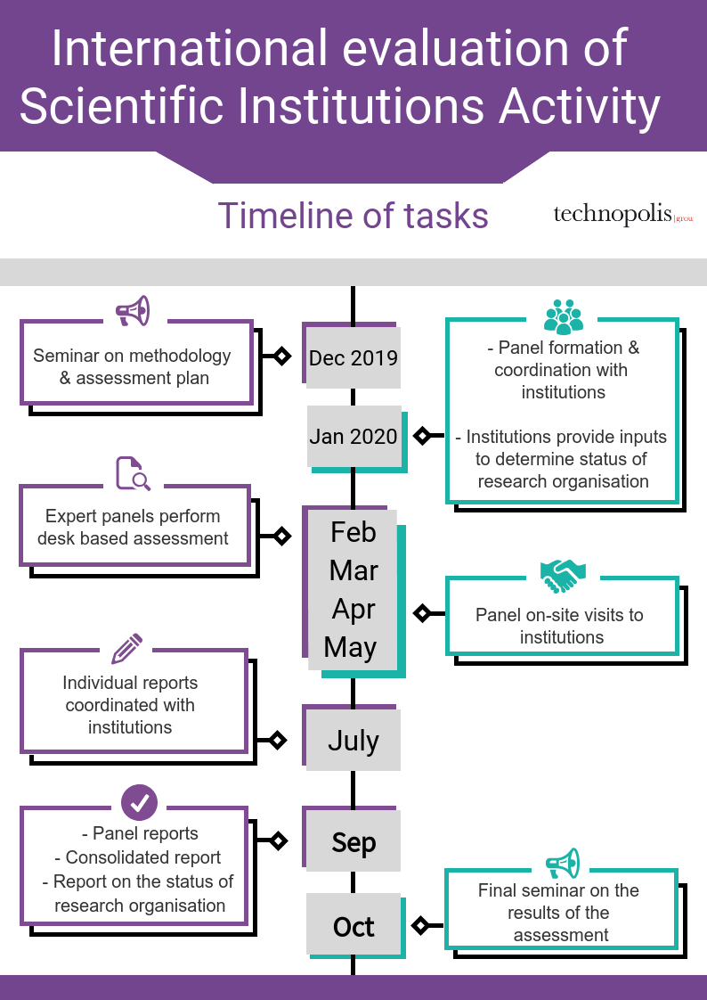 International evaluation of
Scientific Institutions Activity
Timeline of tasks
technopolis |grou
Seminar on methodology
& assessment plan
Dec 2019
- Panel formation &
coordination with
institutions
- Institutions provide inputs
to determine status of
research organisation
Jan 2020
Expert panels perform
desk based assessment
Feb
Mar
Apr
May
Panel on-site visits to
institutions
Individual reports
coordinated with
institutions
July
- Panel reports
- Consolidated report
- Report on the status of
research organisation
Sep
Oct
Final seminar on the
results of the
assessment